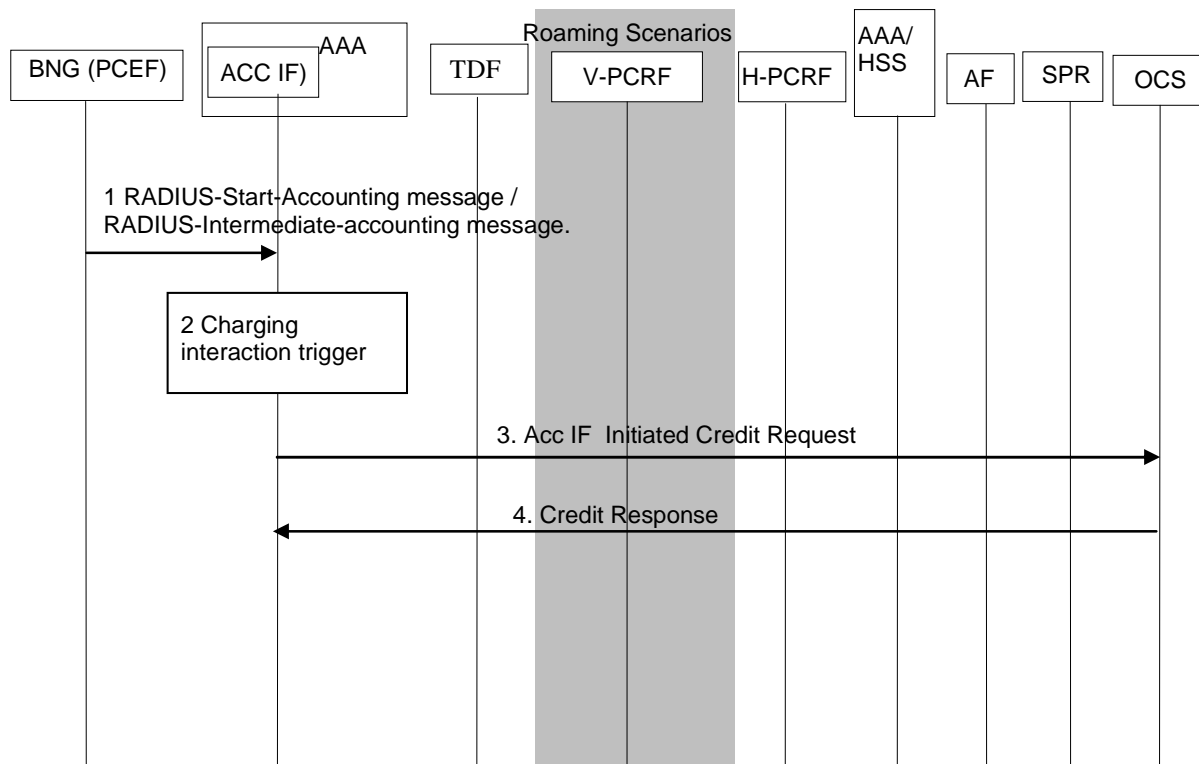 Roaming Scenarios
BNG (PCEF)
AAA
ACC IF)
TDF
V-PCRF
H-PCRF
AAA/
HSS
AF
SPR
OCS
1 RADIUS-Start-Accounting message /
RADIUS-Intermediate-accounting message.
2 Charging
interaction trigger
3. Acc IF Initiated Credit Request
4. Credit Response